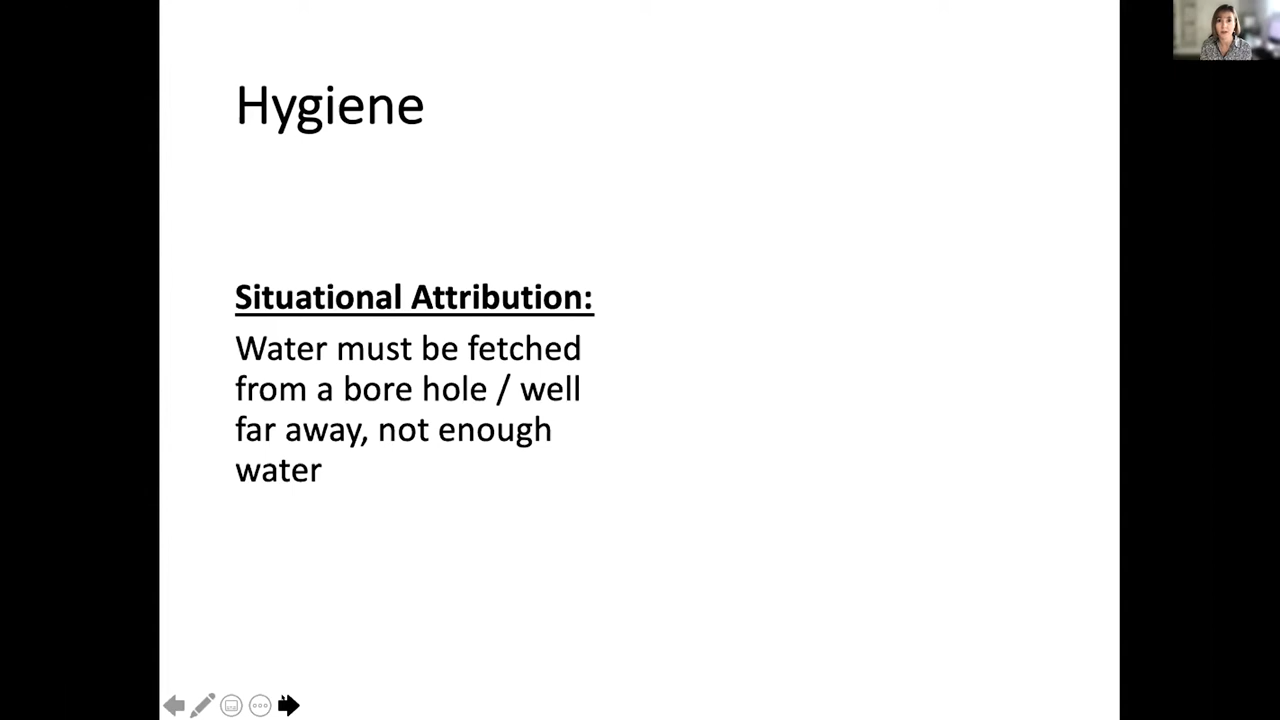 Hygiene
Situational Attribution:
Water must be fetched
from a bore hole / well
far away, not enough
water